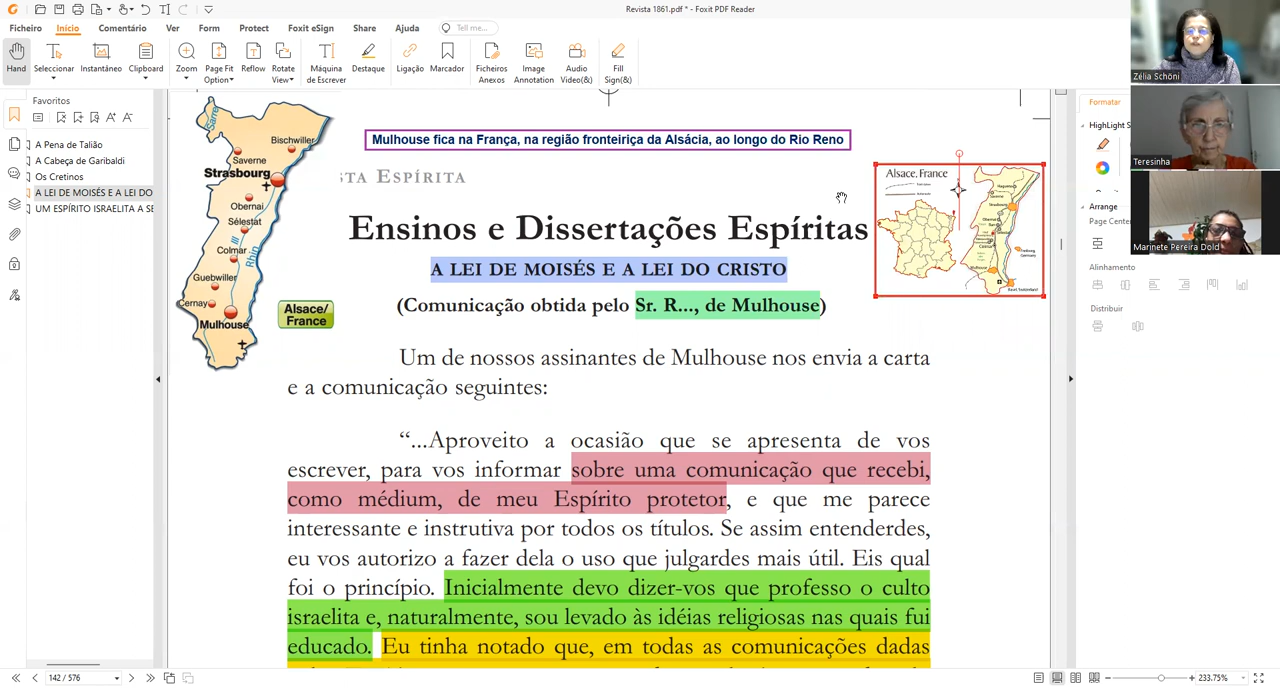 Revista 1861.pdf * - Foxit PDF Reader
Ficheiro Início Comentário Ver Form Protect Foxit eSign Share Ajuda Tell me...
Hand Seleccionar Instantâneo Clipboard Zoom Page Fit Option Reflow Rotate View Máquina de Escrever Destaque Ligação Marcador Ficheiros Anexos Image Annotation Audio Video(&) Fill Sign(&)
Favoritos
A Pena de Talião
A Cabeça de Garibaldi
Os Cretinos
A LEI DE MOISÉS E A LEI DO
UM ESPÍRITO ISRAELITA A SE
Sarre
Bischwiller
Saverne
Strasbourg
Obernai
Sélestat
Ill
Colmar
Rhin
Guebwiller
Cernay
Mulhouse
Alsace/
France
Mulhouse fica na França, na região fronteiriça da Alsácia, ao longo do Rio Reno
STA ESPÍRITA
Alsace, France
Ensinos e Dissertações Espíritas
A LEI DE MOISÉS E A LEI DO CRISTO
(Comunicação obtida pelo Sr. R..., de Mulhouse)
Um de nossos assinantes de Mulhouse nos envia a carta
e a comunicação seguintes:
“...Aproveito a ocasião que se apresenta de vos
escrever, para vos informar sobre uma comunicação que recebi,
como médium, de meu Espírito protetor, e que me parece
interessante e instrutiva por todos os títulos. Se assim entenderdes,
eu vos autorizo a fazer dela o uso que julgardes mais útil. Eis qual
foi o princípio. Inicialmente devo dizer-vos que professo o culto
israelita e, naturalmente, sou levado às idéias religiosas nas quais fui
educado. Eu tinha notado que, em todas as comunicações dadas
Formatar
HighLight S
Arrange
Page Center
Alinhamento
Distribuir
Zélia Schöni
Teresinha
Marinete Pereira Dold
142 / 576
233.75%